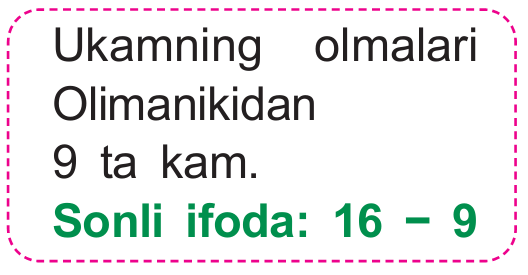 Ukamning olmalari
Olimanikidan
9 ta kam.
Sonli ifoda: 16 − 9